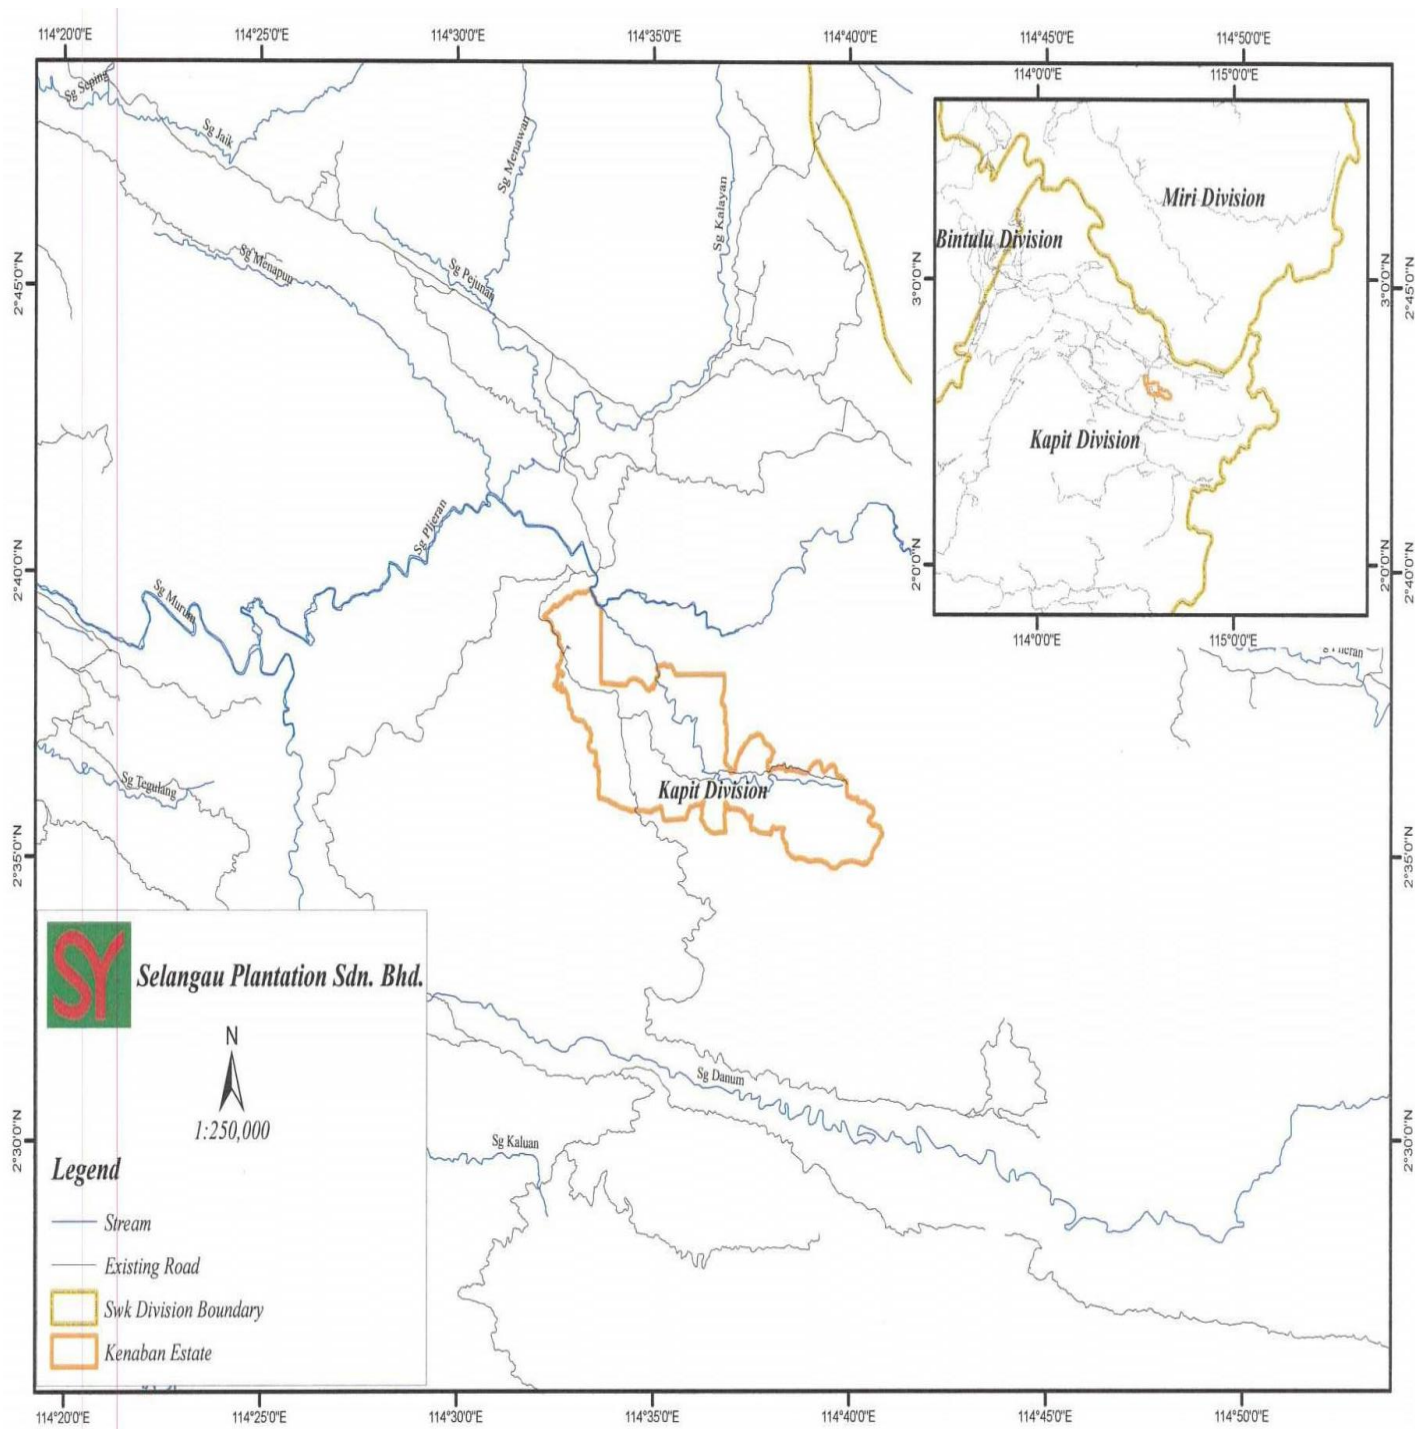 114°20'0"E 114°25'0"E 114°30'0"E 114°35'0"E 114°40'0"E 114°45'0"E 114°50'0"E
114°0'0"E 115°0'0"E
Sg Seping
Sg Jaik
Sg Menawan
Sg Kalayan
Miri Division
Bintulu Division
Sg Menapun
Sg Pejunan
2°45'0"N
3°0'0"N
3°0'0"N
2°45'0"N
Kapit Division
Sg PIjeran
2°40'0"N
2°0'0"N
2°0'0"N
2°40'0"N
Sg Murum
114°0'0"E 115°0'0"E
Sg Tegulang
Kapit Division
2°35'0"N
2°35'0"N
SY
Selangau Plantation Sdn. Bhd.
N
1:250,000
Sg Danum
Sg Kaluan
2°30'0"N
2°30'0"N
Legend
Stream
Existing Road
Swk Division Boundary
Kenaban Estate
114°20'0"E 114°25'0"E 114°30'0"E 114°35'0"E 114°40'0"E 114°45'0"E 114°50'0"E